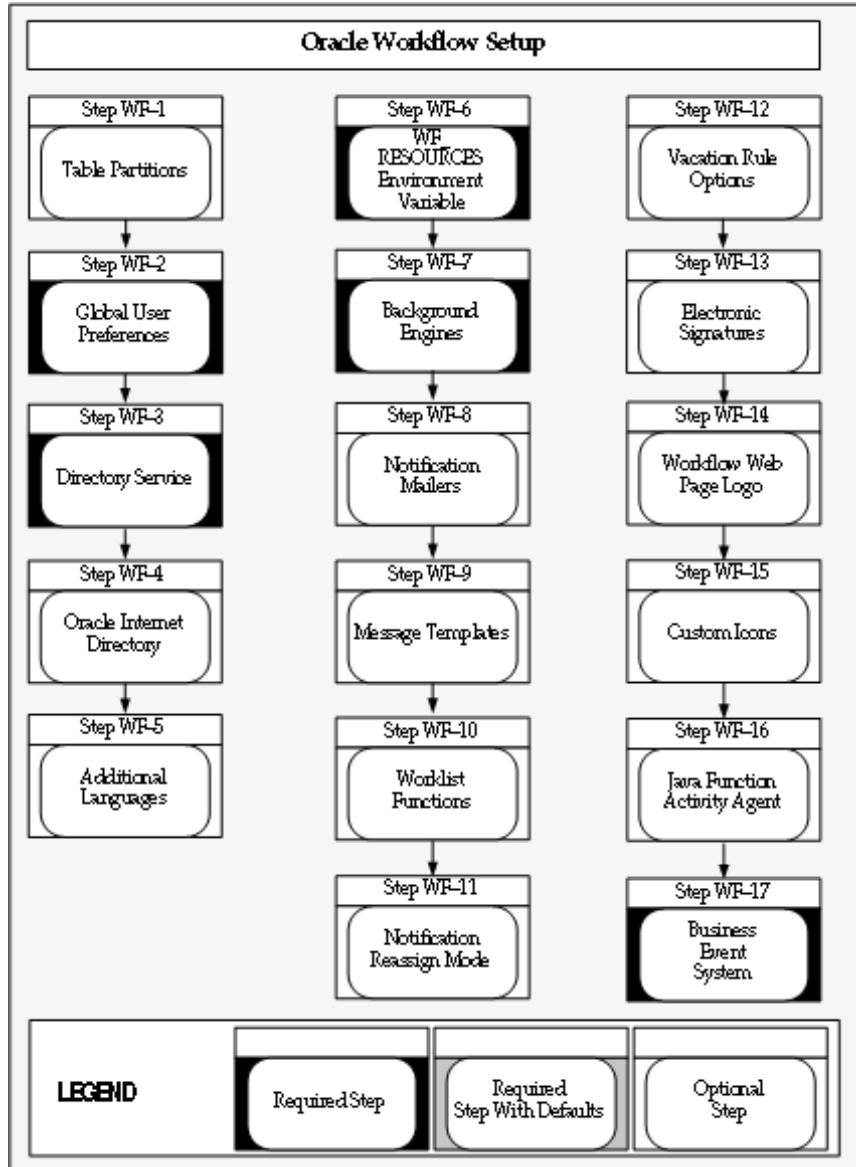 Oracle Workflow Setup
Step WF-1
Table Partitions
Step WF-2
Global User
Preferences
Step WF-3
Directory Service
Step WF-4
Oracle Internet
Directory
Step WF-5
Additional
Languages
Step WF-6
WF_
RESOURCES
Environment
Variable
Step WF-7
Background
Engines
Step WF-8
Notification
Mailers
Step WF-9
Message Templates
Step WF-10
Worklist
Functions
Step WF-11
Notification
Reassign Mode
Step WF-12
Vacation Rule
Options
Step WF-13
Electronic
Signatures
Step WF-14
Workflow Web
Page Logo
Step WF-15
Custom Icons
Step WF-16
Java Function
Activity Agent
Step WF-17
Business
Event
System
LEGEND
Required Step
Required
Step With Defaults
Optional
Step